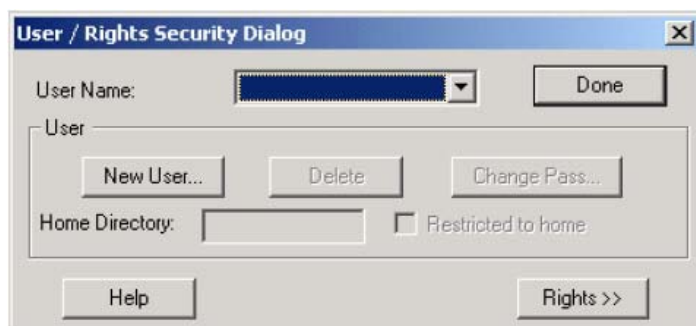 User / Rights Security Dialog
User Name: Done
User
New User... Delete Change Pass...
Home Directory: Restricted to home
Help Rights >>